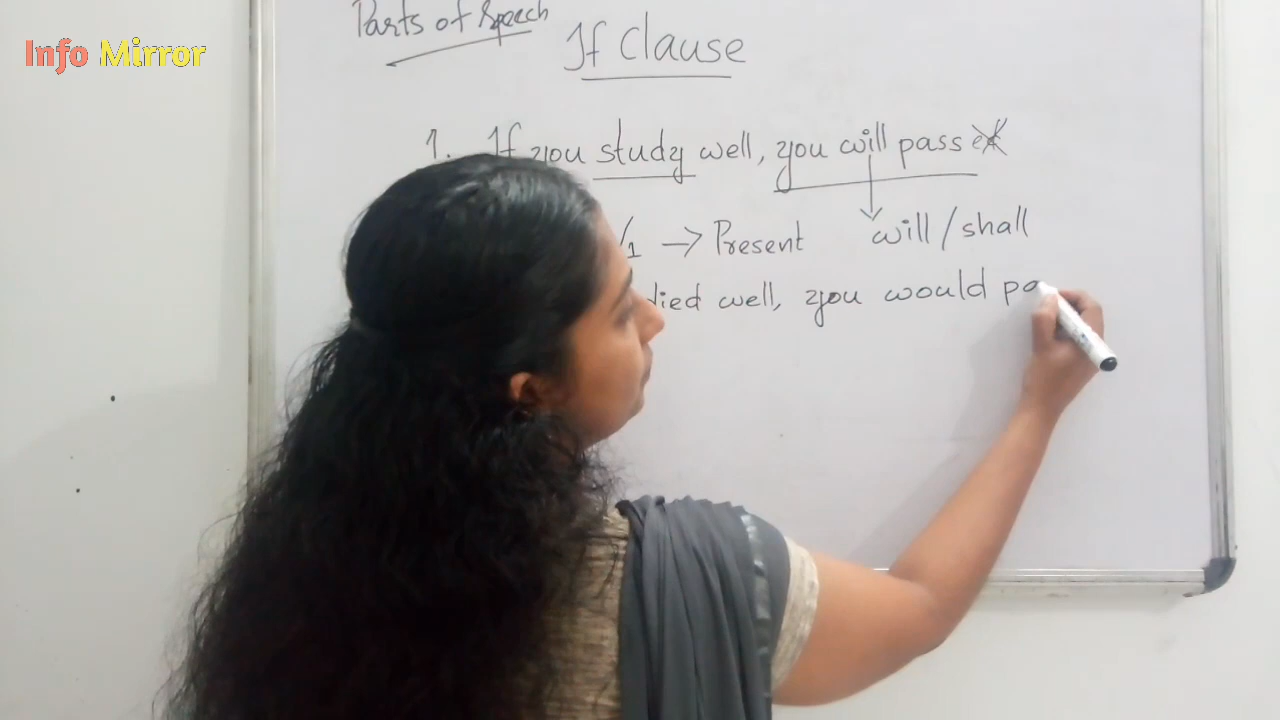 Info Mirror
Parts of Speech
If Clause
1. If you study well, you will pass
→ Present will / shall
died well, you would pa